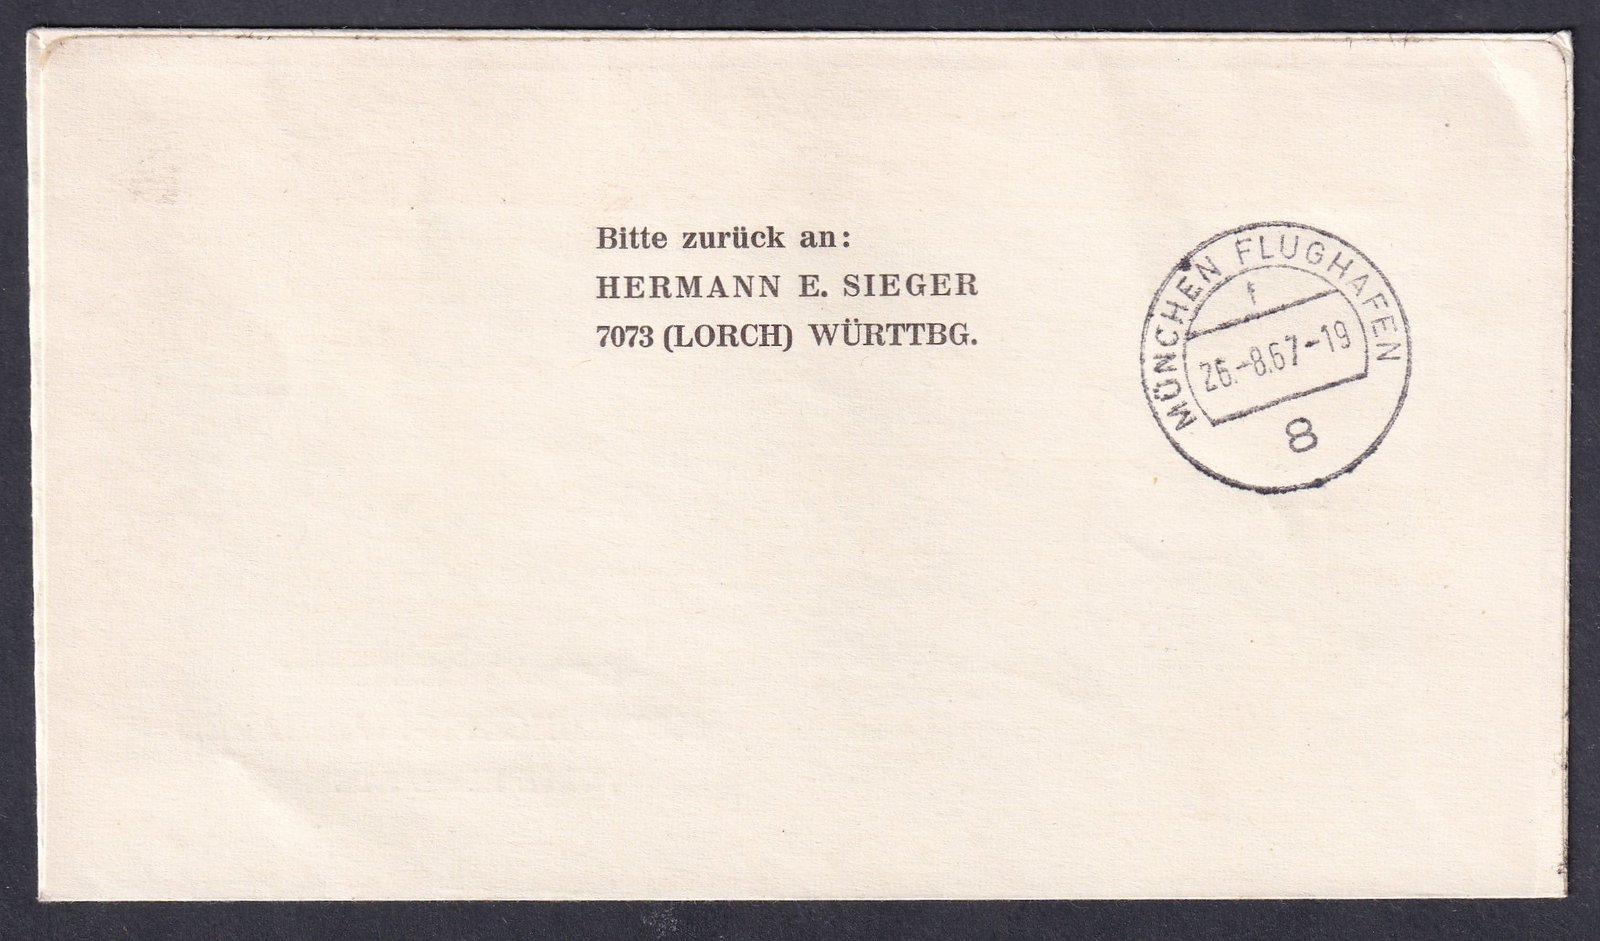 Bitte zurück an:
HERMANN E. SIEGER
7073 (LORCH) WÜRTTBG.
MÜNCHEN FLUGHAFEN
f
26.-8.67-19
8